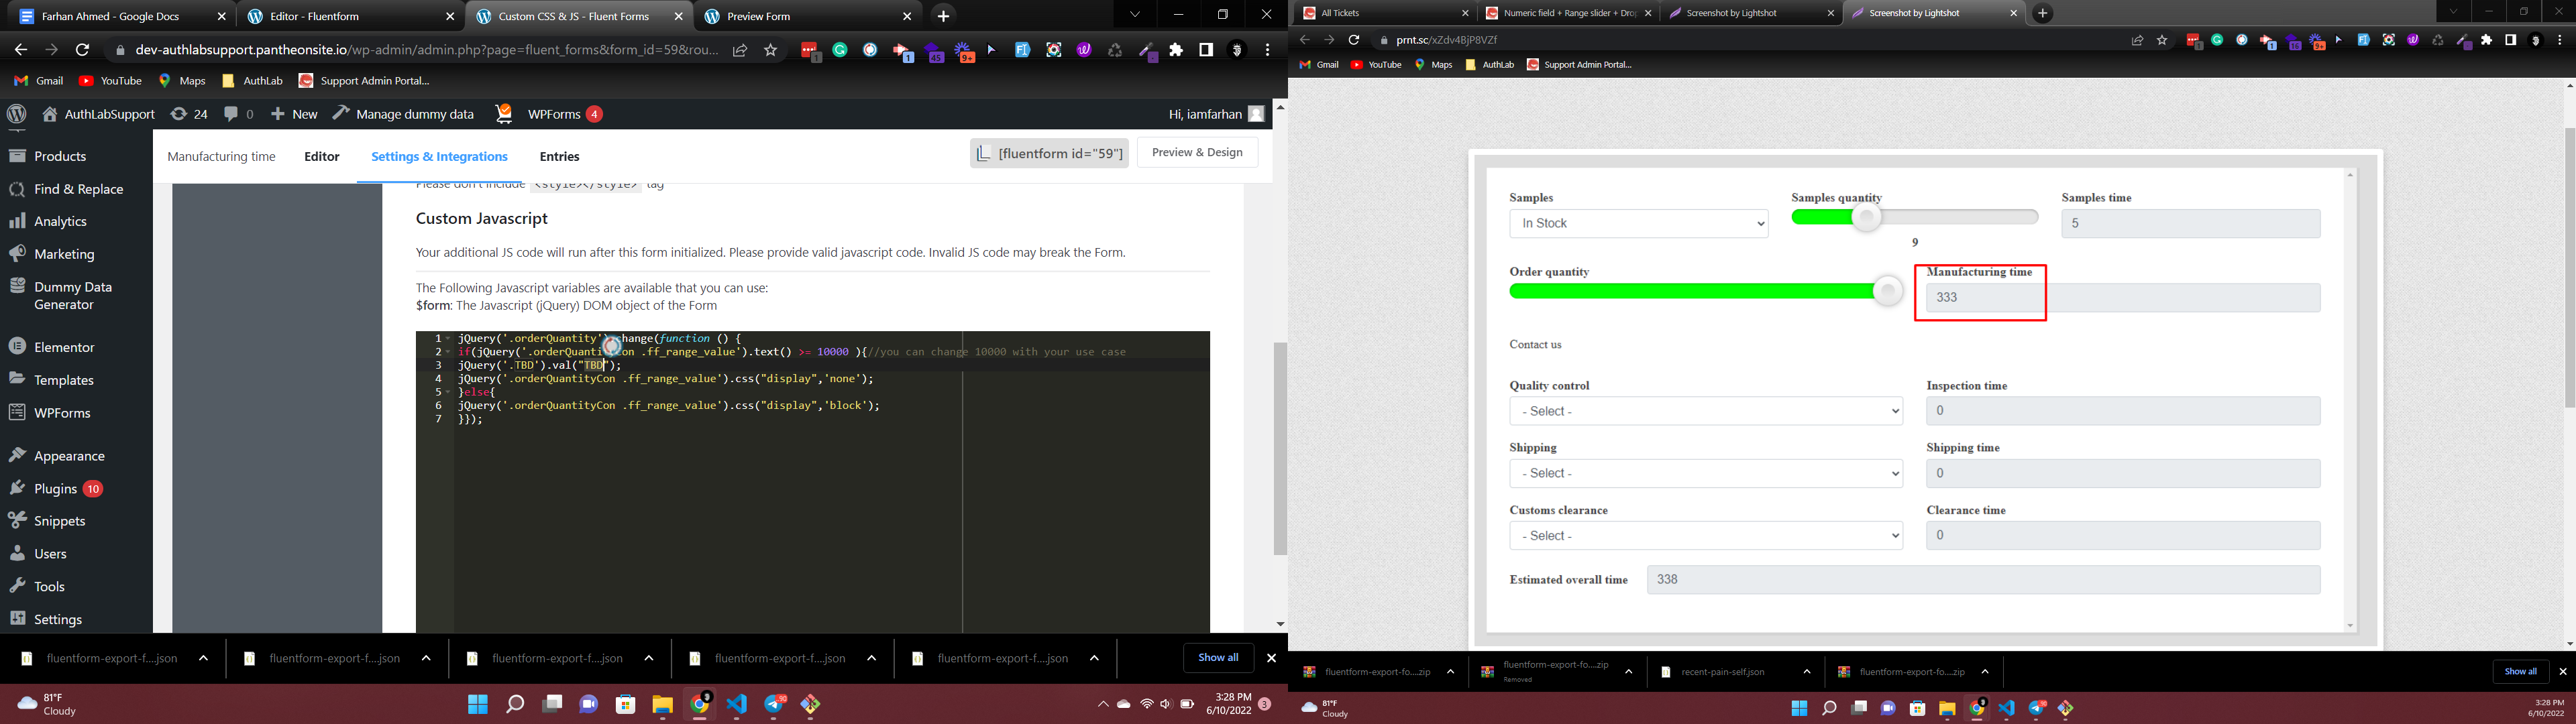 Farhan Ahmed - Google Docs
Editor - Fluentform
Custom CSS & JS - Fluent Forms
Preview Form
dev-authlabsupport.pantheonsite.io/wp-admin/admin.php?page=fluent_forms&form_id=59&rou...
1
1
45
9+
Gmail
YouTube
Maps
AuthLab
Support Admin Portal...
AuthLabSupport
24
0
New
Manage dummy data
WPForms 4
Hi, iamfarhan
Products
Find & Replace
Analytics
Marketing
Dummy Data
Generator
Elementor
Templates
WPForms
Appearance
Plugins 10
Snippets
Users
Tools
Settings
Manufacturing time
Editor
Settings & Integrations
Entries
[fluentform id="59"]
Preview & Design
Please don't include <style></style> tag
Custom Javascript
Your additional JS code will run after this form initialized. Please provide valid javascript code. Invalid JS code may break the Form.
The Following Javascript variables are available that you can use:
$form: The Javascript (jQuery) DOM object of the Form
1 jQuery('.orderQuantity').change(function () {
2 if(jQuery('.orderQuantityCon .ff_range_value').text() >= 10000 ){//you can change 10000 with your use case
3 jQuery('.TBD').val("TBD");
4 jQuery('.orderQuantityCon .ff_range_value').css("display",'none');
5 }else{
6 jQuery('.orderQuantityCon .ff_range_value').css("display",'block');
7 }});
fluentform-export-f....json
fluentform-export-f....json
fluentform-export-f....json
fluentform-export-f....json
fluentform-export-f....json
Show all
81°F
Cloudy
3:28 PM
6/10/2022
3
All Tickets
Numeric field + Range slider + Drop
Screenshot by Lightshot
Screenshot by Lightshot
prnt.sc/xZdv4BjP8VZf
1
1
16
9+
Gmail
YouTube
Maps
AuthLab
Support Admin Portal...
Samples
In Stock
Samples quantity
9
Samples time
5
Order quantity
Manufacturing time
333
Contact us
Quality control
- Select -
Inspection time
0
Shipping
- Select -
Shipping time
0
Customs clearance
- Select -
Clearance time
0
Estimated overall time
338
fluentform-export-fo....zip
fluentform-export-fo....zip
Removed
recent-pain-self.json
fluentform-export-fo....zip
Show all
81°F
Cloudy
3:28 PM
6/10/2022